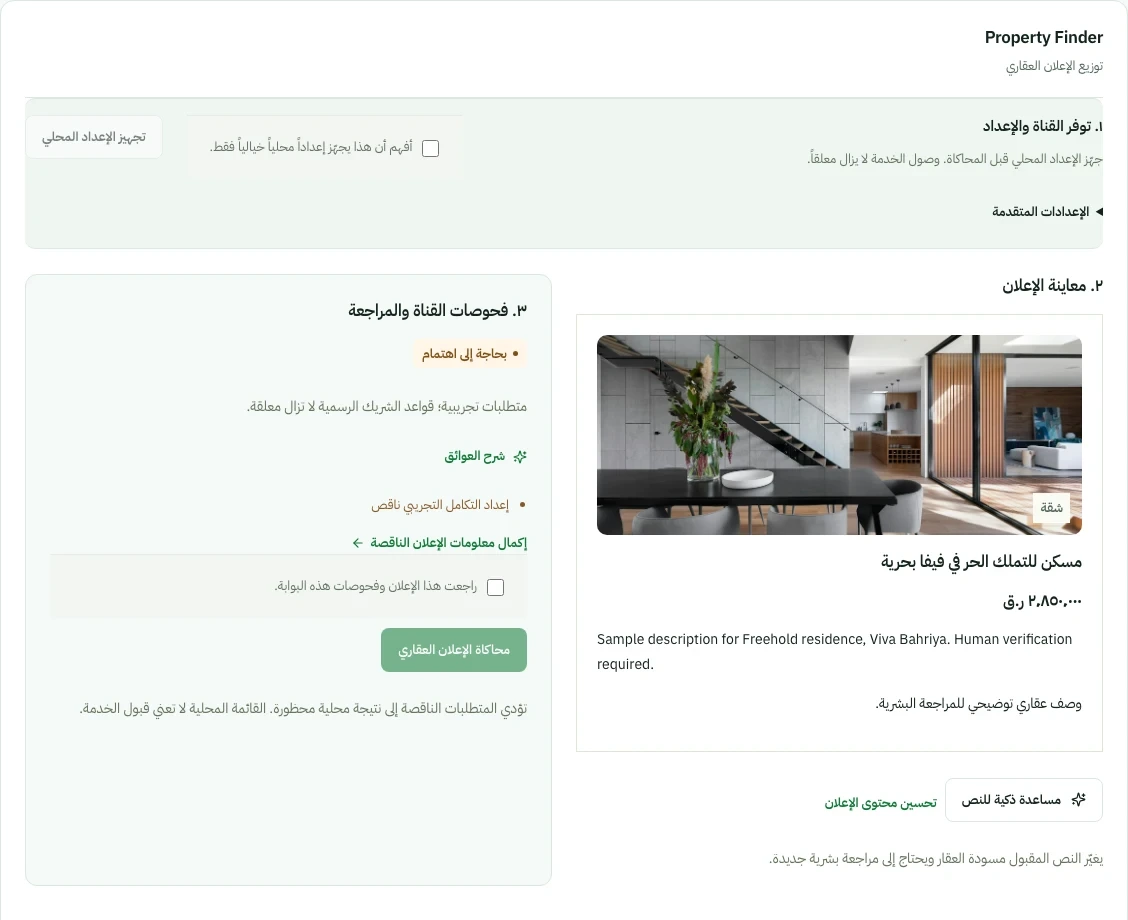 Property Finder
توزيع الإعلان العقاري
١. توفر القناة والإعداد
جهّز الإعداد المحلي قبل المحاكاة. وصول الخدمة لا يزال معلقاً.
أفهم أن هذا يجهّز إعداداً محلياً خيالياً فقط.
تجهيز الإعداد المحلي
الإعدادات المتقدمة
٢. معاينة الإعلان
شقة
مسكن للتملك الحر في فيفا بحرية
٢٬٨٥٠٬٠٠٠ ر.ق
Sample description for Freehold residence, Viva Bahriya. Human verification
required.
وصف عقاري توضيحي للمراجعة البشرية.
مساعدة ذكية للنص
تحسين محتوى الإعلان
يغيّر النص المقبول مسودة العقار ويحتاج إلى مراجعة بشرية جديدة.
٣. فحوصات القناة والمراجعة
بحاجة إلى اهتمام
متطلبات تجريبية؛ قواعد الشريك الرسمية لا تزال معلقة.
شرح العوائق
إعداد التكامل التجريبي ناقص
إكمال معلومات الإعلان الناقصة ←
راجعت هذا الإعلان وفحوصات هذه البوابة.
محاكاة الإعلان العقاري
تؤدي المتطلبات الناقصة إلى نتيجة محلية محظورة. القائمة المحلية لا تعني قبول الخدمة.